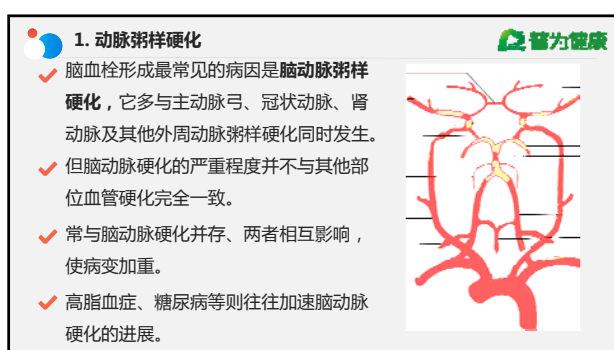 1. 动脉粥样硬化
普为健康
脑血栓形成最常见的病因是脑动脉粥样
硬化，它多与主动脉弓、冠状动脉、肾
动脉及其他外周动脉粥样硬化同时发生。
但脑动脉硬化的严重程度并不与其他部
位血管硬化完全一致。
常与脑动脉硬化并存、两者相互影响，
使病变加重。
高脂血症、糖尿病等则往往加速脑动脉
硬化的进展。